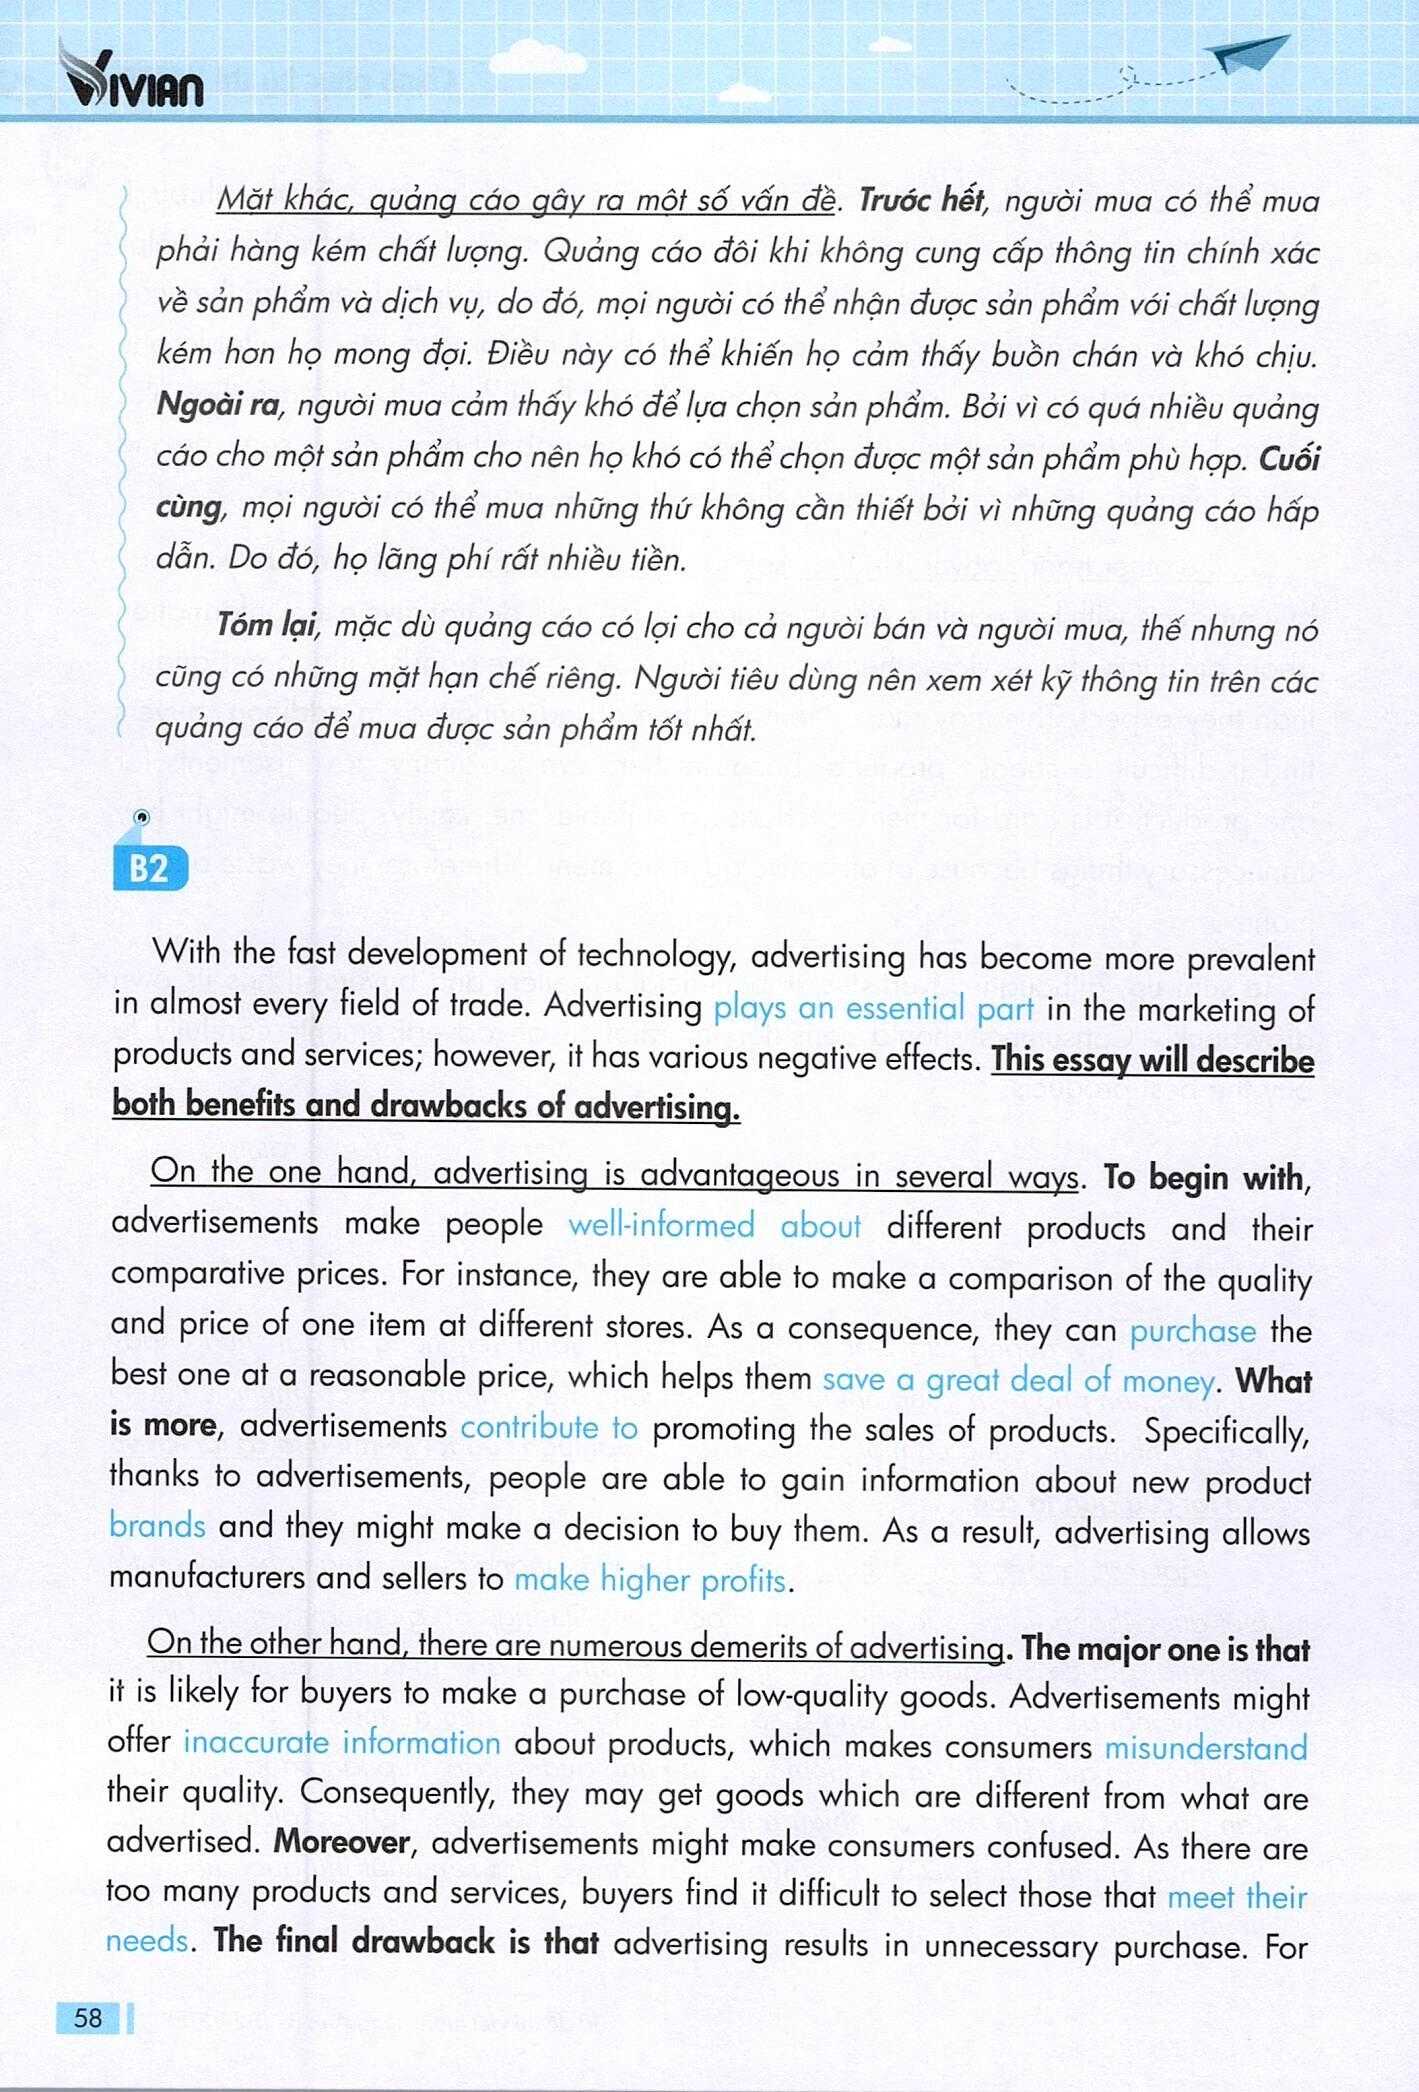 VIVIAN
Mặt khác, quảng cáo gây ra một số vấn đề. Trước hết, người mua có thể mua
phải hàng kém chất lượng. Quảng cáo đôi khi không cung cấp thông tin chính xác
về sản phẩm và dịch vụ, do đó, mọi người có thể nhận được sản phẩm với chất lượng
kém hơn họ mong đợi. Điều này có thể khiến họ cảm thấy buồn chán và khó chịu.
Ngoài ra, người mua cảm thấy khó để lựa chọn sản phẩm. Bởi vì có quá nhiều quảng
cáo cho một sản phẩm cho nên họ khó có thể chọn được một sản phẩm phù hợp. Cuối
cùng, mọi người có thể mua những thứ không cần thiết bởi vì những quảng cáo hấp
dẫn. Do đó, họ lãng phí rất nhiều tiền.
Tóm lại, mặc dù quảng cáo có lợi cho cả người bán và người mua, thế nhưng nó
cũng có những mặt hạn chế riêng. Người tiêu dùng nên xem xét kỹ thông tin trên các
quảng cáo để mua được sản phẩm tốt nhất.
B2
With the fast development of technology, advertising has become more prevalent
in almost every field of trade. Advertising plays an essential part in the marketing of
products and services; however, it has various negative effects. This essay will describe
both benefits and drawbacks of advertising.
On the one hand, advertising is advantageous in several ways. To begin with,
advertisements make people well-informed about different products and their
comparative prices. For instance, they are able to make a comparison of the quality
and price of one item at different stores. As a consequence, they can purchase the
best one at a reasonable price, which helps them save a great deal of money. What
is more, advertisements contribute to promoting the sales of products. Specifically,
thanks to advertisements, people are able to gain information about new product
brands and they might make a decision to buy them. As a result, advertising allows
manufacturers and sellers to make higher profits.
On the other hand, there are numerous demerits of advertising. The major one is that
it is likely for buyers to make a purchase of low-quality goods. Advertisements might
offer inaccurate information about products, which makes consumers misunderstand
their quality. Consequently, they may get goods which are different from what are
advertised. Moreover, advertisements might make consumers confused. As there are
too many products and services, buyers find it difficult to select those that meet their
needs. The final drawback is that advertising results in unnecessary purchase. For
58